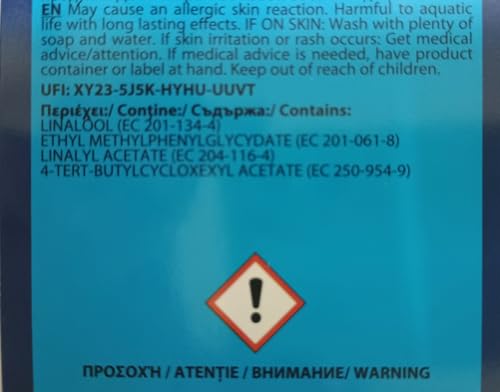 EN May cause an allergic skin reaction. Harmful to aquatic
life with long lasting effects. IF ON SKIN: Wash with plenty of
soap and water. If skin irritation or rash occurs: Get medical
advice/attention. If medical advice is needed, have product
container or label at hand. Keep out of reach of children.
UFI: XY23-5J5K-HYHU-UUVT
Περιέχει:/ Conține:/ Съдържа:/ Contains:
LINALOOL (EC 201-134-4)
ETHYL METHYLPHENYLGLYCYDATE (EC 201-061-8)
LINALYL ACETATE (EC 204-116-4)
4-TERT-BUTYLCYCLOXEXYL ACETATE (EC 250-954-9)
ΠΡΟΣΟΧΉ / ATENȚIE / ВНИМАНИЕ/ WARNING